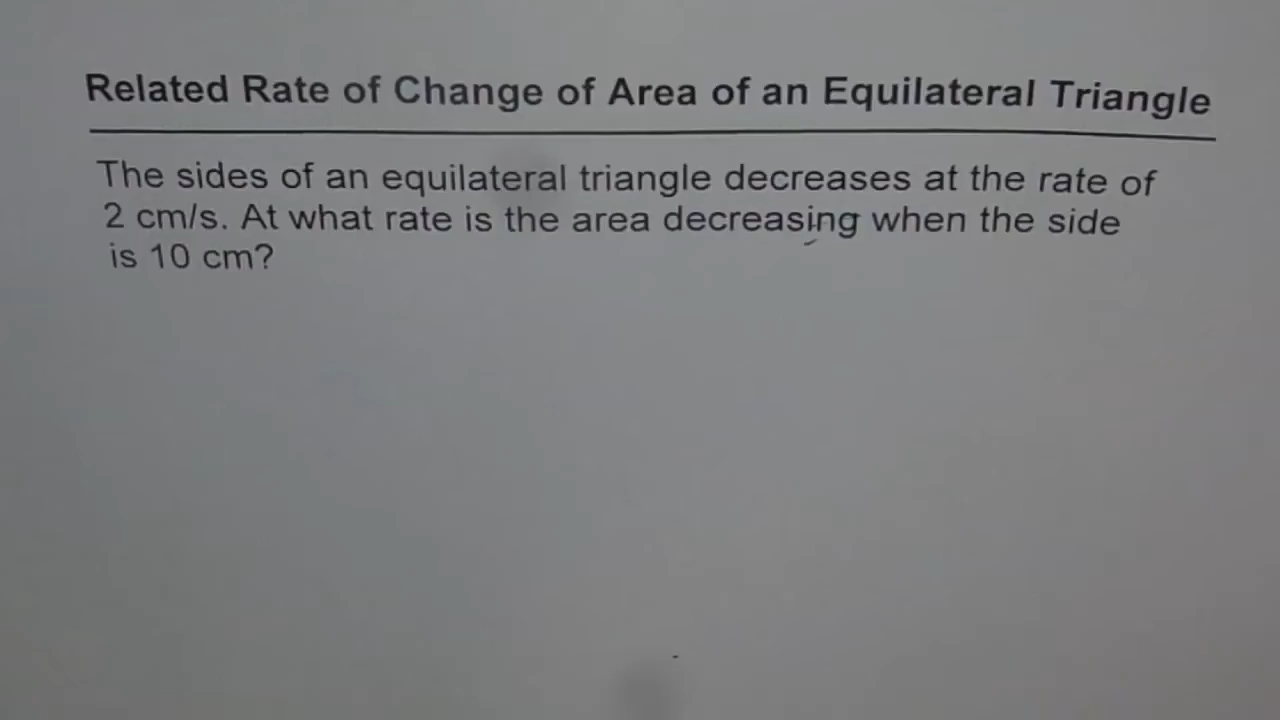 Related Rate of Change of Area of an Equilateral Triangle
The sides of an equilateral triangle decreases at the rate of
2 cm/s. At what rate is the area decreasing when the side
is 10 cm?